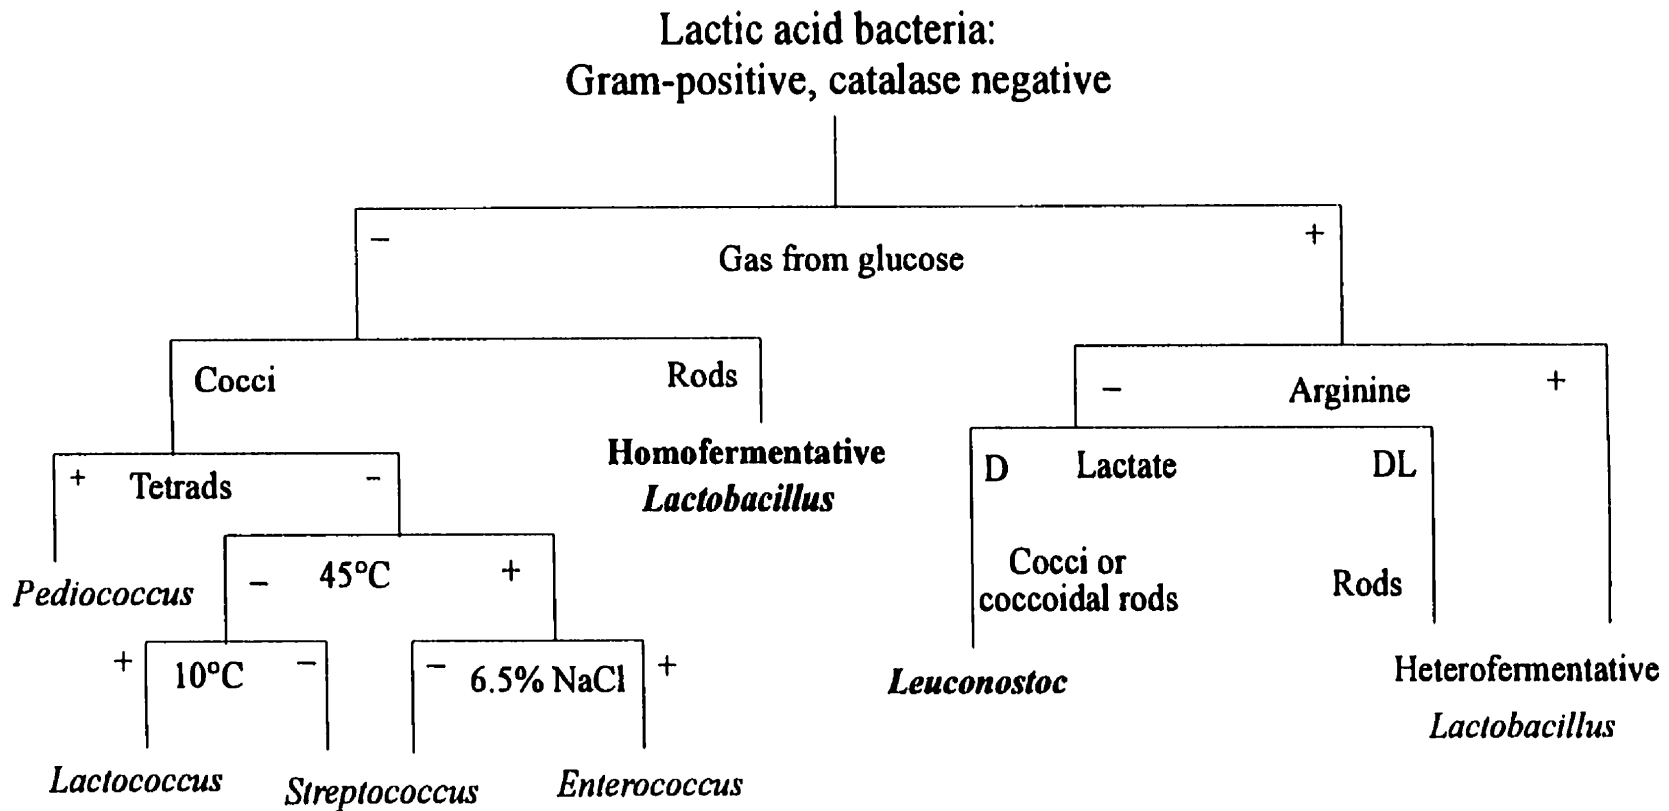 Lactic acid bacteria:
Gram-positive, catalase negative
− +
Gas from glucose
Cocci Rods
− Arginine +
Homofermentative
Lactobacillus
+ Tetrads -
D Lactate DL
Pediococcus
− 45°C +
Cocci or
coccoidal rods
Rods
+ 10°C −
− 6.5% NaCl +
Leuconostoc
Heterofermentative
Lactobacillus
Lactococcus
Streptococcus
Enterococcus